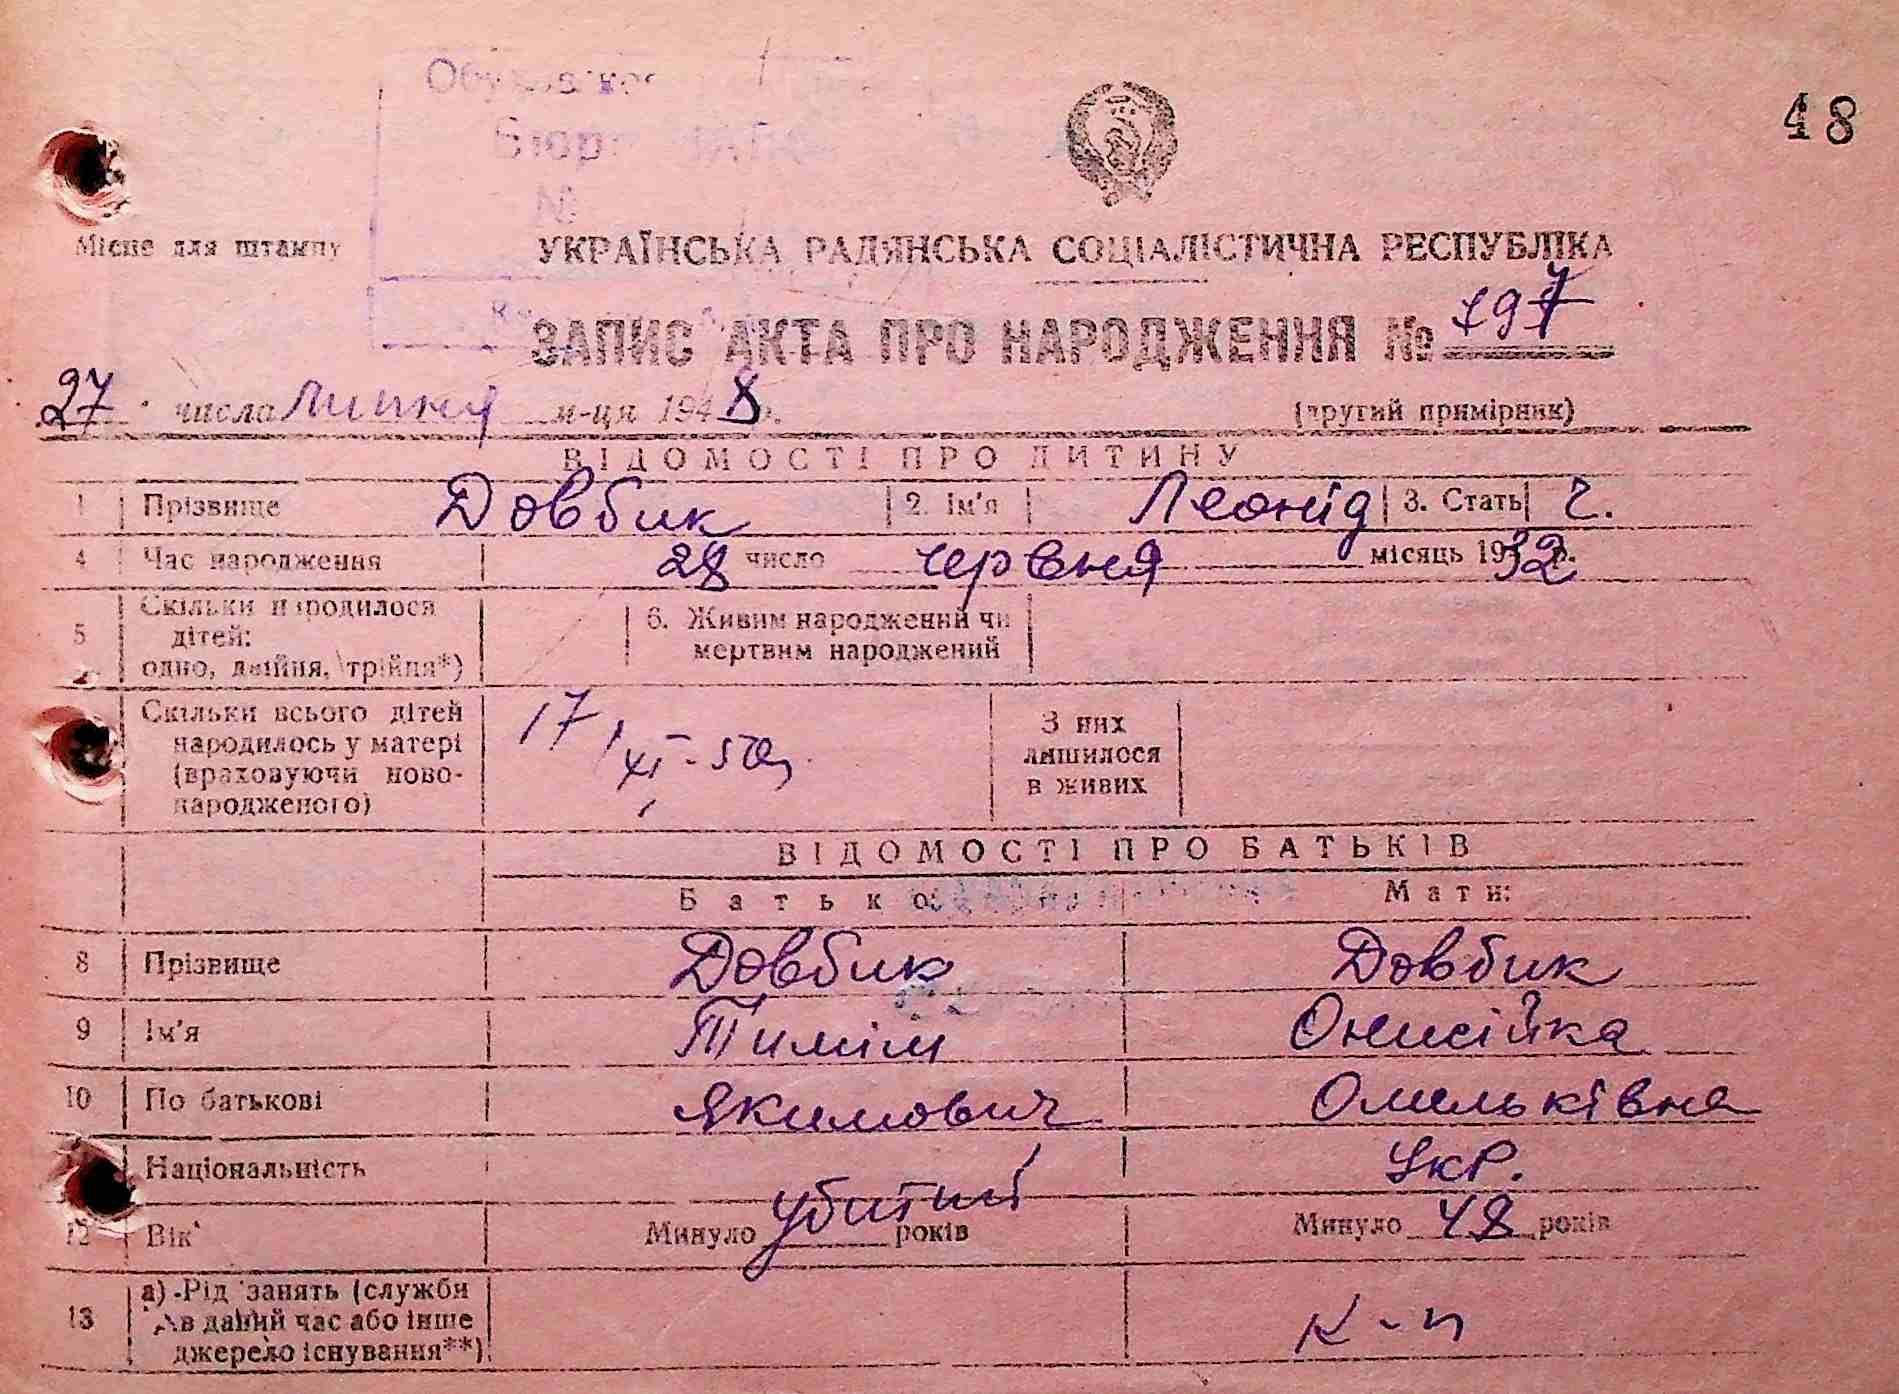 48
Місце для штампу
УКРАЇНСЬКА РАДЯНСЬКА СОЦІАЛІСТИЧНА РЕСПУБЛІКА
ЗАПИС АКТА ПРО НАРОДЖЕННЯ № 197
27 числа липня м-ця 1948 р. (другий примірник)
ВІДОМОСТІ ПРО ДИТИНУ
1 Прізвище Довбик 2. Ім'я Леонід 3. Стать ч.
4 Час народження 28 число червня місяць 1932 р.
5 Скільки народилося дітей: одно, двійня, трійня*) 6. Живим народжений чи мертвим народжений
Скільки всього дітей народилось у матері (враховуючи новонародженого) 17/XI-50р. З них лишилося в живих
ВІДОМОСТІ ПРО БАТЬКІВ
Батько: Мати:
8 Прізвище Довбик Довбик
9 Ім'я Тимім Онисійка
10 По батькові Якимович Омельківна
Національність Укр.
12 Вік Минуло убитий років Минуло 48 років
13 а) Рід занять (служби в даний час або інше джерело існування**) к-п